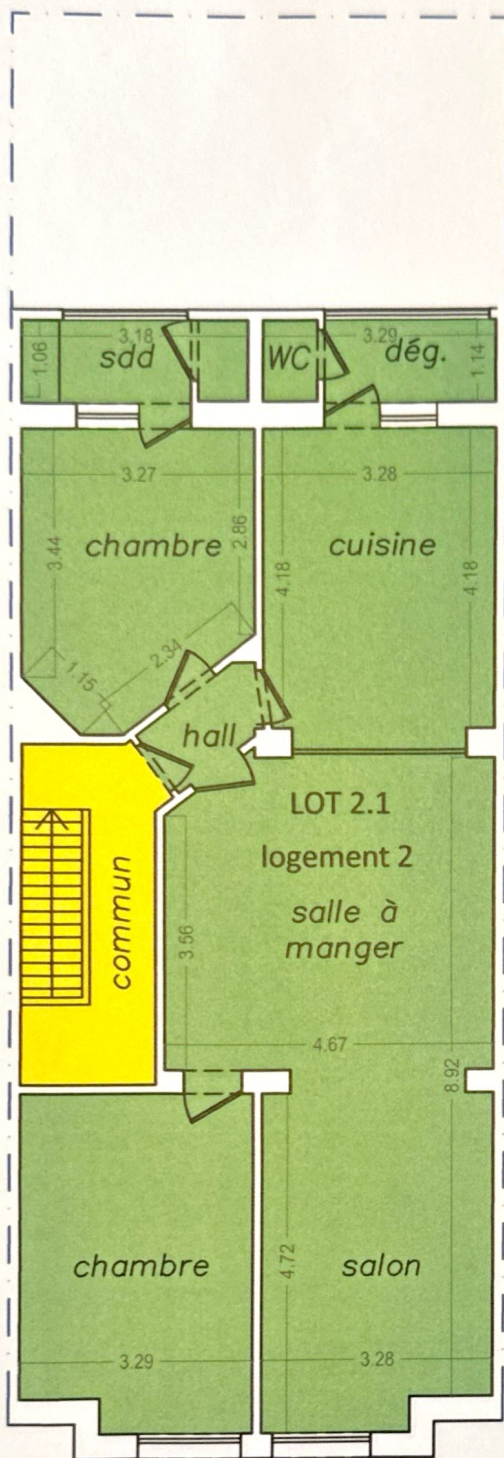 3.18
1.06
sdd
WC
3.29
dég.
1.14
3.27
3.44
chambre
2.86
1.15
2.34
3.28
cuisine
4.18
4.18
hall
LOT 2.1
logement 2
salle à
manger
commun
3.56
4.67
8.92
chambre
3.29
4.72
salon
3.28